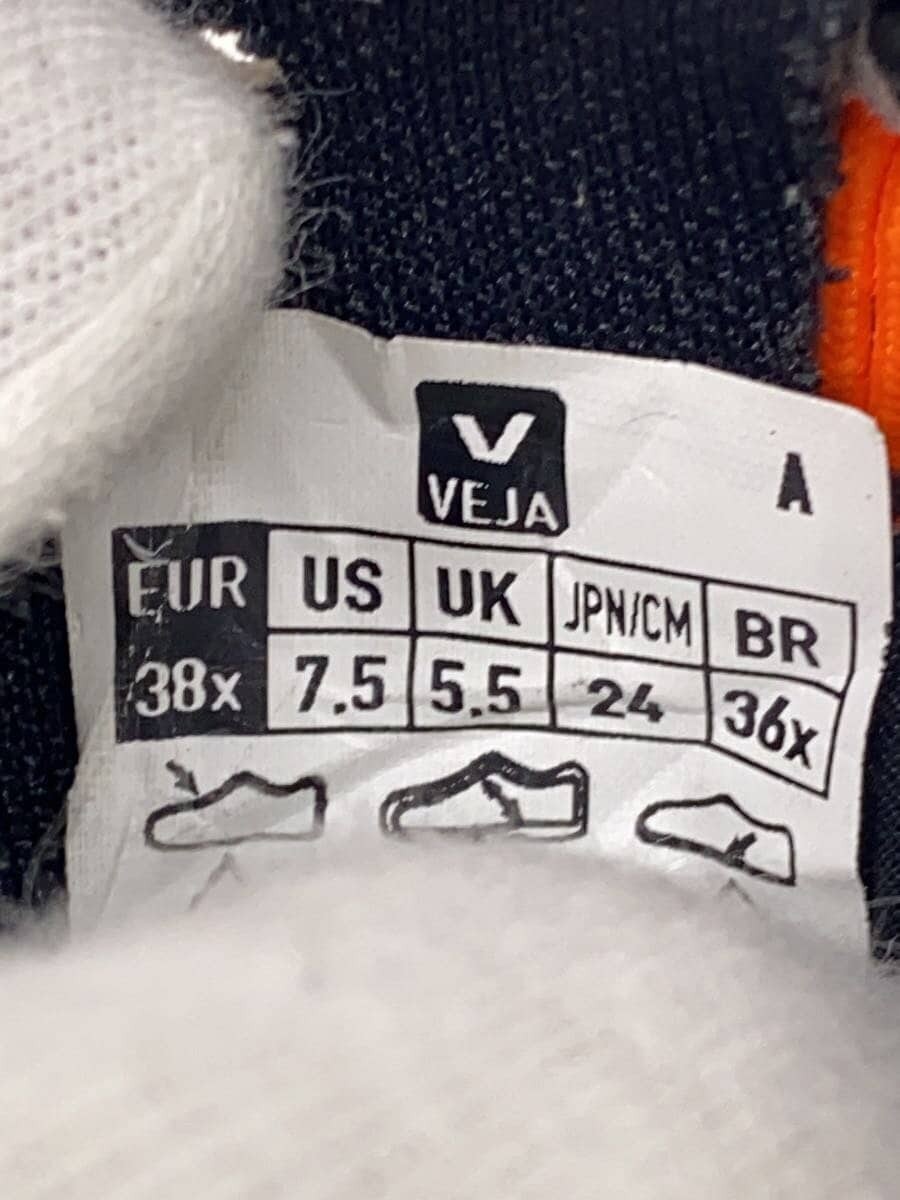 V
VEJA
A
EUR US UK JPN/CM BR
38x 7.5 5.5 24 36x